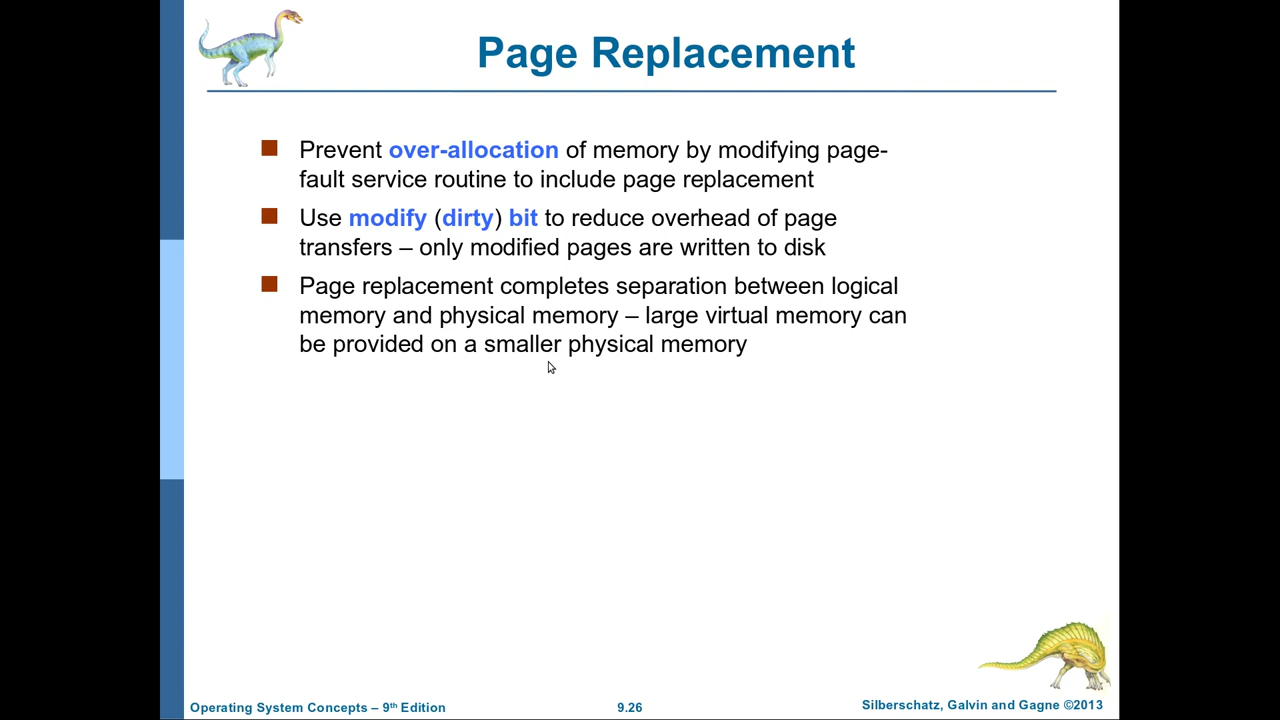 Page Replacement
Prevent over-allocation of memory by modifying page-
fault service routine to include page replacement
Use modify (dirty) bit to reduce overhead of page
transfers – only modified pages are written to disk
Page replacement completes separation between logical
memory and physical memory – large virtual memory can
be provided on a smaller physical memory
Operating System Concepts – 9th Edition
9.26
Silberschatz, Galvin and Gagne ©2013